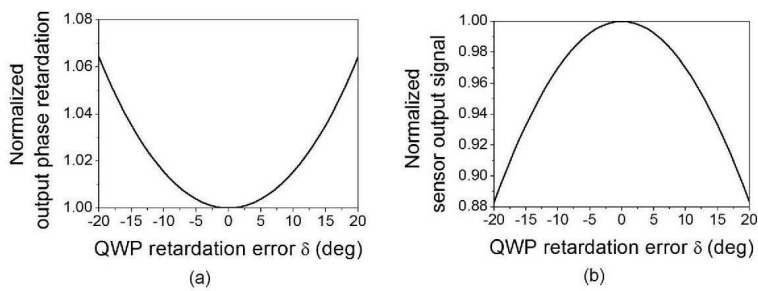 Normalized
output phase retardation
1.08
1.06
1.04
1.02
1.00
-20 -15 -10 -5 0 5 10 15 20
QWP retardation error δ (deg)
(a)
Normalized
sensor output signal
1.00
0.98
0.96
0.94
0.92
0.90
0.88
-20 -15 -10 -5 0 5 10 15 20
QWP retardation error δ (deg)
(b)